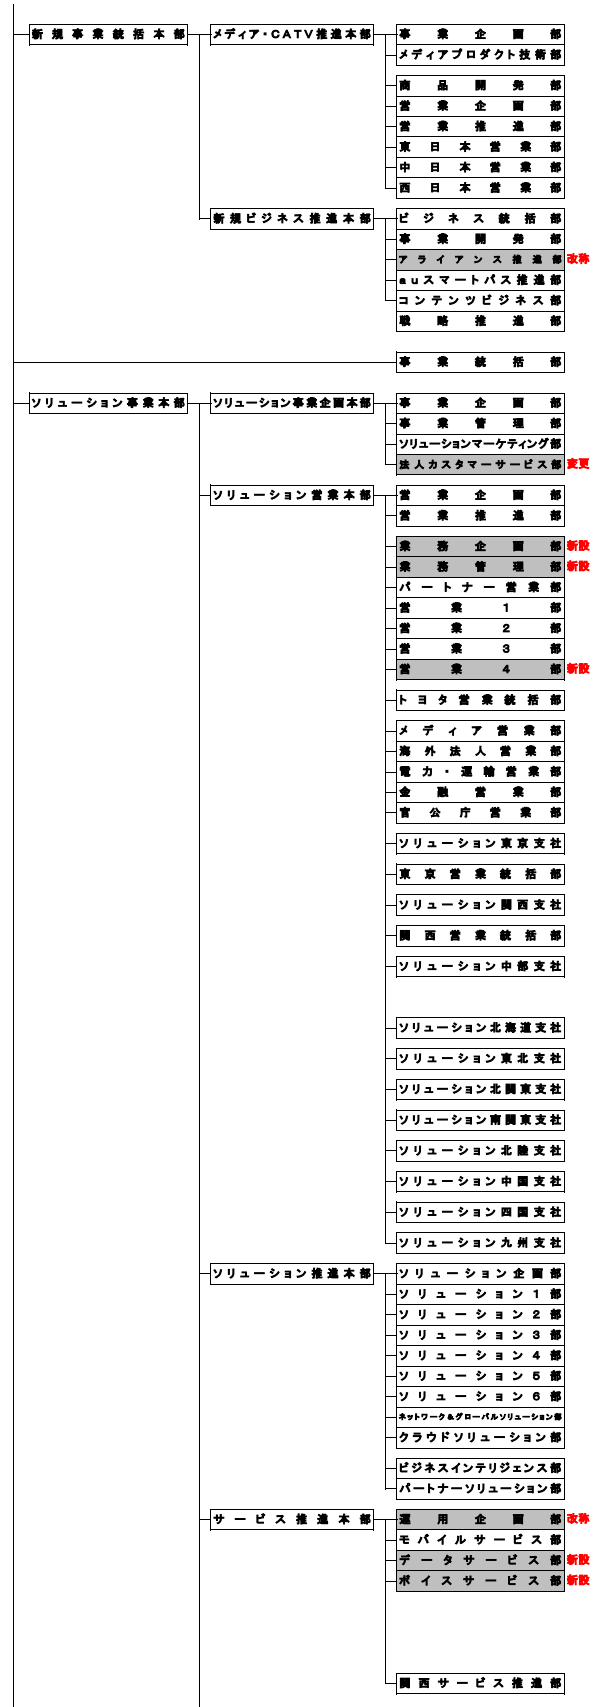 新規事業統括本部 メディア・CATV推進本部 事業企画部
メディアプロダクト技術部
商品開発部
営業企画部
営業推進部
東日本営業部
中日本営業部
西日本営業部
新規ビジネス推進本部 ビジネス統括部
事業開発部
アライアンス推進部 改称
auスマートパス推進部
コンテンツビジネス部
戦略推進部
事業統括部
ソリューション事業本部 ソリューション事業企画本部 事業企画部
事業管理部
ソリューションマーケティング部
法人カスタマーサービス部 変更
ソリューション営業本部 営業企画部
営業推進部
業務企画部 新設
業務管理部 新設
パートナー営業部
営業1部
営業2部
営業3部
営業4部 新設
トヨタ営業統括部
メディア営業部
海外法人営業部
電力・運輸営業部
金融営業部
官公庁営業部
ソリューション東京支社
東京営業統括部
ソリューション関西支社
関西営業統括部
ソリューション中部支社
ソリューション北海道支社
ソリューション東北支社
ソリューション北関東支社
ソリューション南関東支社
ソリューション北陸支社
ソリューション中国支社
ソリューション四国支社
ソリューション九州支社
ソリューション推進本部 ソリューション企画部
ソリューション1部
ソリューション2部
ソリューション3部
ソリューション4部
ソリューション5部
ソリューション6部
ネットワーク&グローバルソリューション部
クラウドソリューション部
ビジネスインテリジェンス部
パートナーソリューション部
サービス推進本部 運用企画部 改称
モバイルサービス部
データサービス部 新設
ボイスサービス部 新設
関西サービス推進部